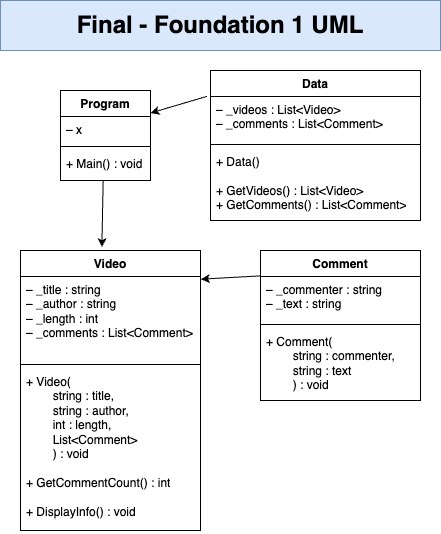 Final - Foundation 1 UML
Program
– x
+ Main() : void
Data
– _videos : List<Video>
– _comments : List<Comment>
+ Data()
+ GetVideos() : List<Video>
+ GetComments() : List<Comment>
Video
– _title : string
– _author : string
– _length : int
– _comments : List<Comment>
+ Video(
string : title,
string : author,
int : length,
List<Comment>
) : void
+ GetCommentCount() : int
+ DisplayInfo() : void
Comment
– _commenter : string
– _text : string
+ Comment(
string : commenter,
string : text
) : void